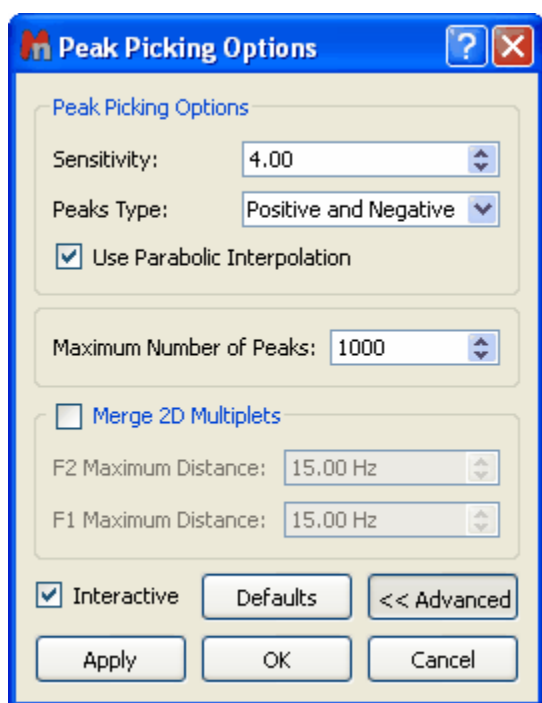 Peak Picking Options
Peak Picking Options
Sensitivity: 4.00
Peaks Type: Positive and Negative
Use Parabolic Interpolation
Maximum Number of Peaks: 1000
Merge 2D Multiplets
F2 Maximum Distance: 15.00 Hz
F1 Maximum Distance: 15.00 Hz
Interactive Defaults << Advanced
Apply OK Cancel